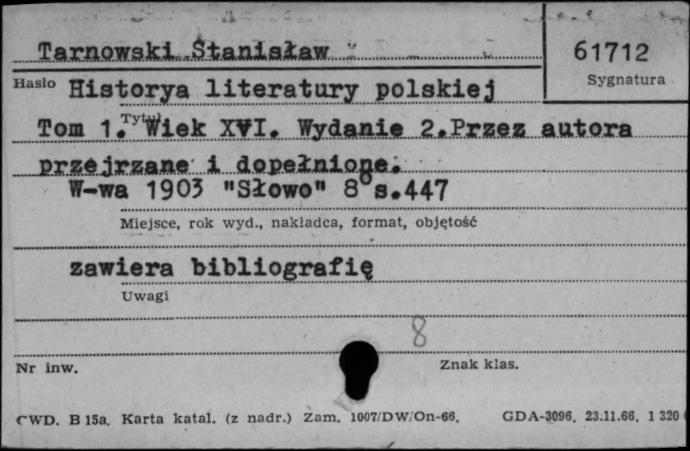 Tarnowski Stanisław
61712
Sygnatura
Hasło Historya literatury polskiej
Tytuł
Tom 1. Wiek XVI. Wydanie 2.Przez autora
przejrzane i dopełnione.
W-wa 1903 "Słowo" 8° s.447
Miejsce, rok wyd., nakładca, format, objętość
zawiera bibliografię
Uwagi
8
Nr inw.
Znak klas.
CWD. B 15a. Karta katal. (z nadr.) Zam. 1007/DW/On-66. GDA-3096. 23.11.66. 1 320